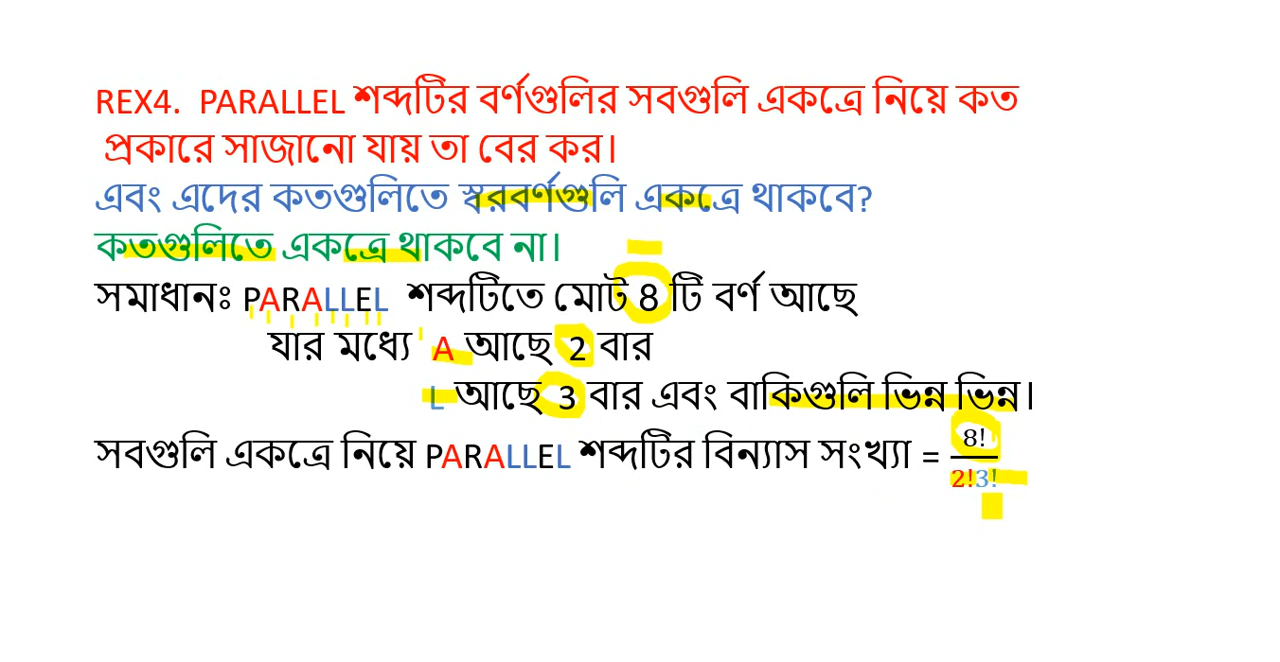 REX4. PARALLEL শব্দটির বর্ণগুলির সবগুলি একত্রে নিয়ে কত
প্রকারে সাজানো যায় তা বের কর।
এবং এদের কতগুলিতে স্বরবর্ণগুলি একত্রে থাকবে?
কতগুলিতে একত্রে থাকবে না।
সমাধানঃ PARALLEL শব্দটিতে মোট 8 টি বর্ণ আছে
যার মধ্যে A আছে 2 বার
L আছে 3 বার এবং বাকিগুলি ভিন্ন ভিন্ন।
সবগুলি একত্রে নিয়ে PARALLEL শব্দটির বিন্যাস সংখ্যা = 8!/2!3!